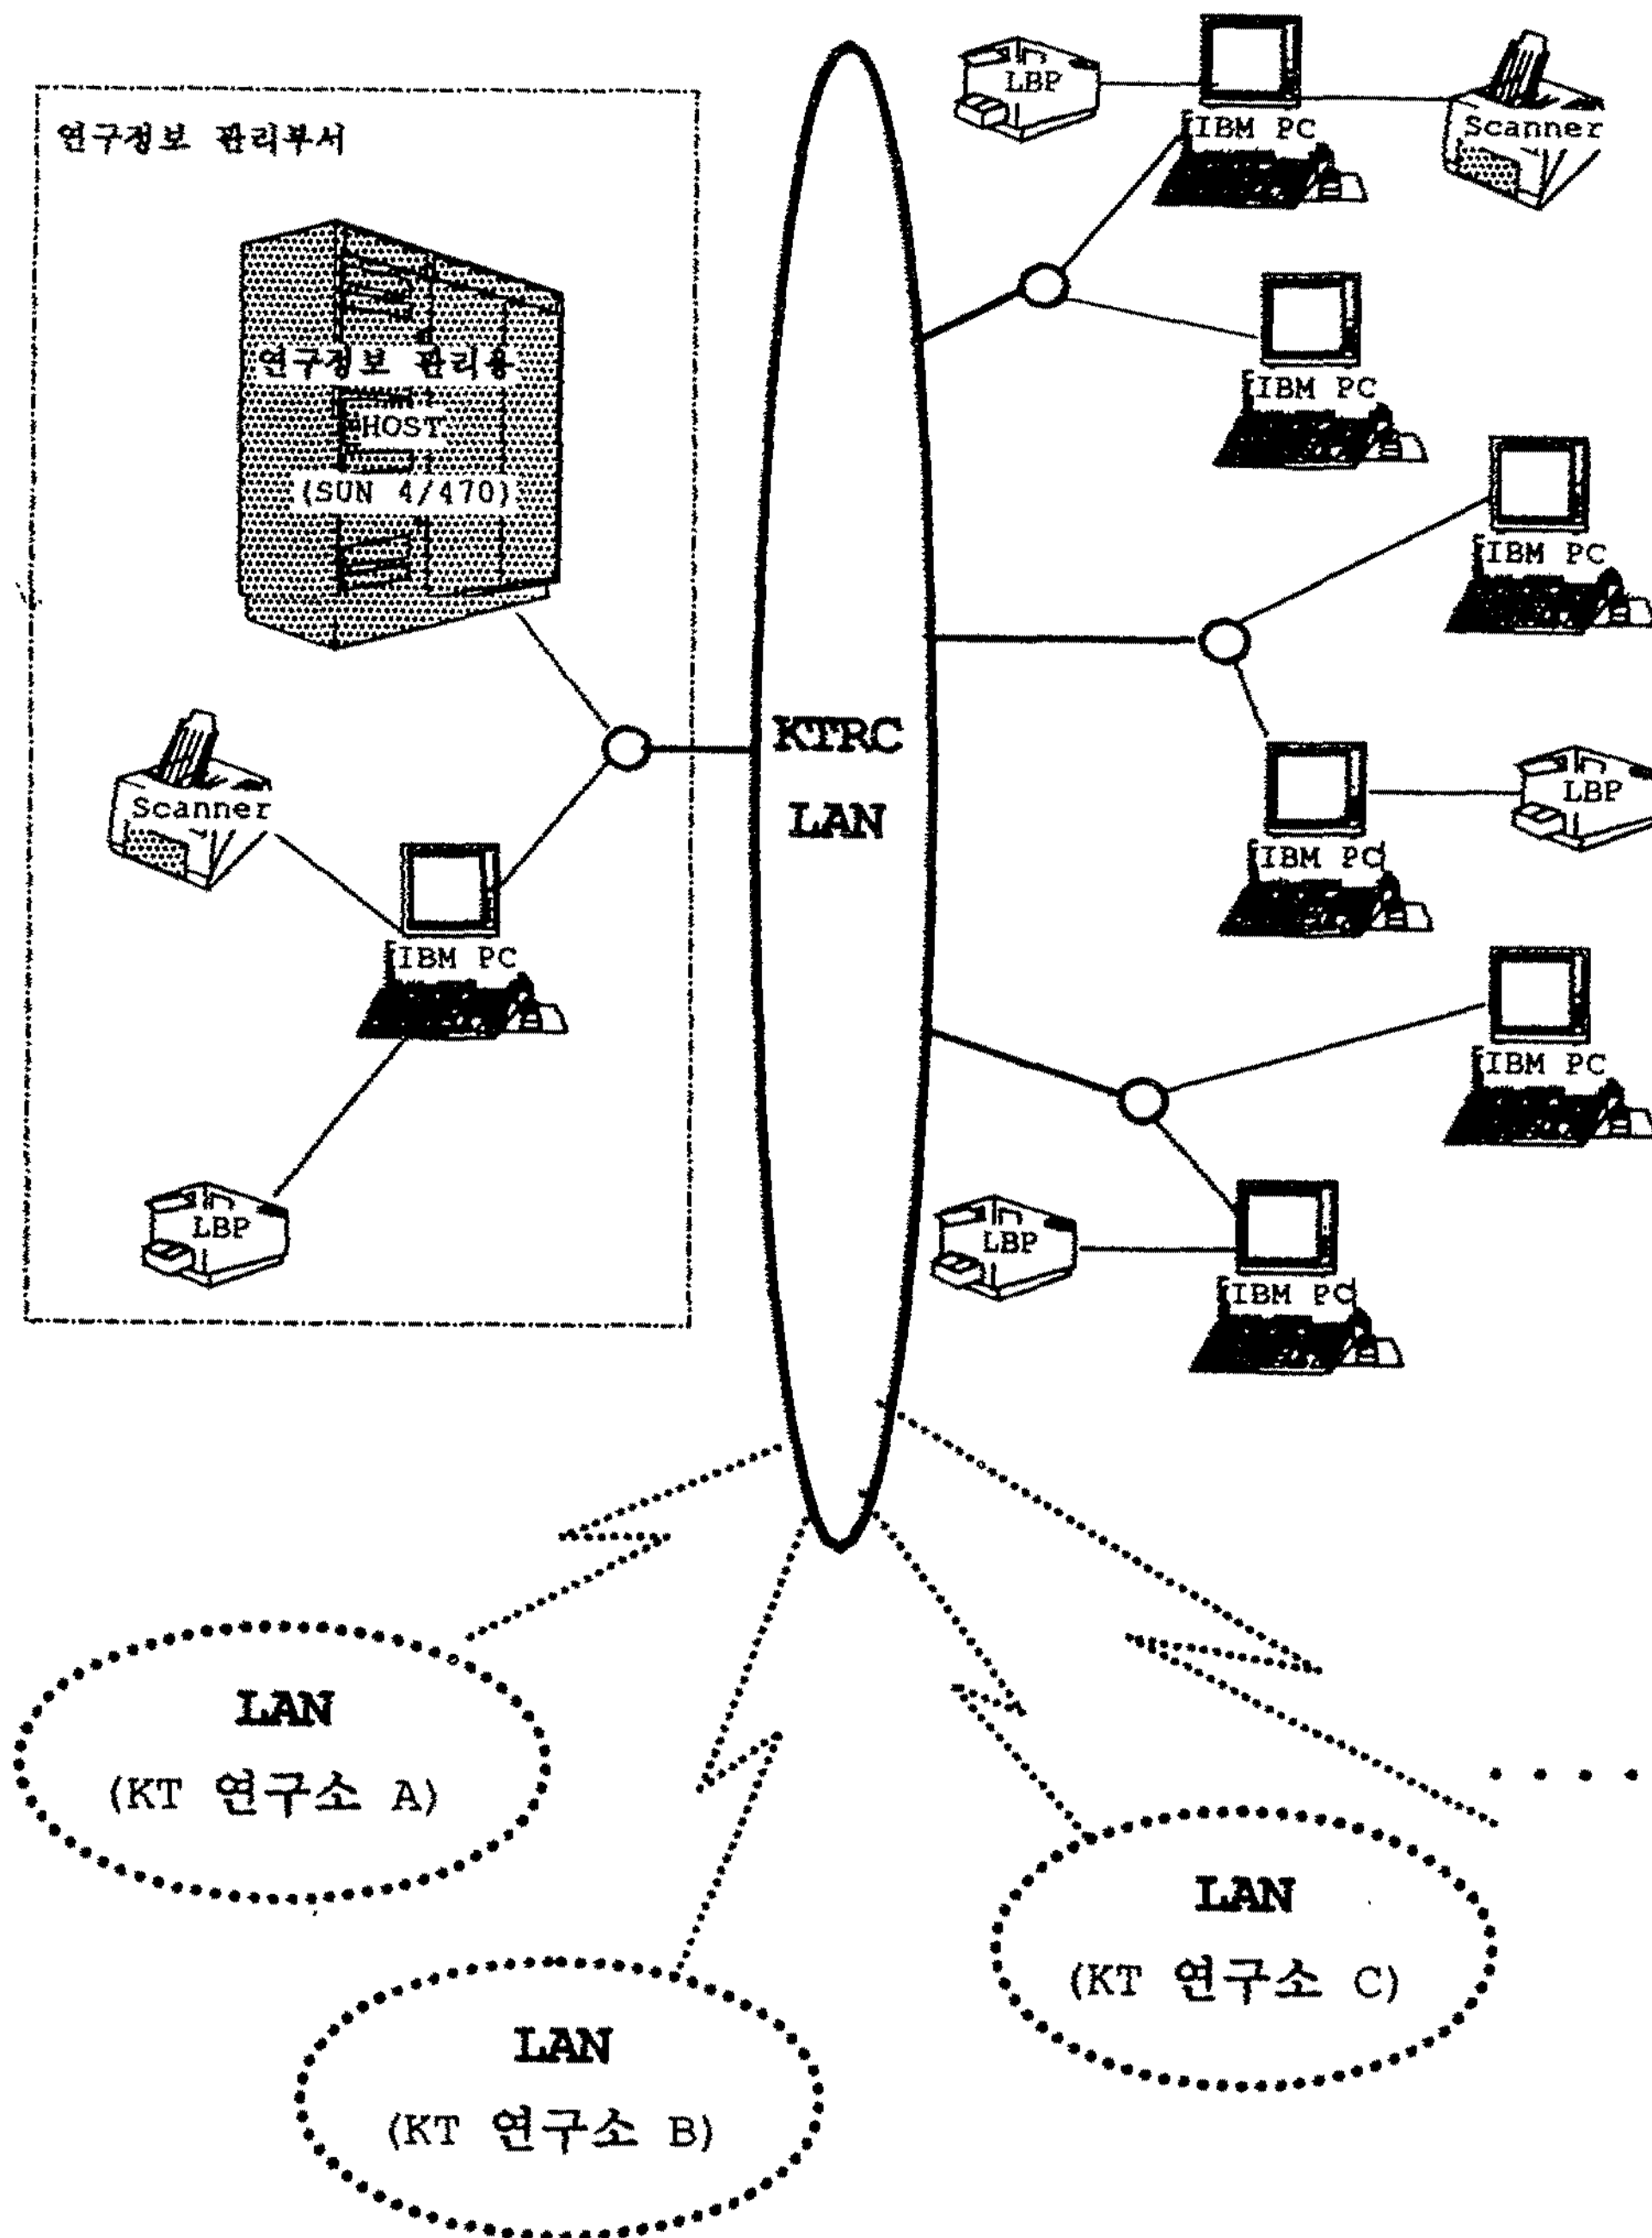 연구정보 관리부서
연구정보 관리용
HOST
(SUN 4/470)
Scanner
IBM PC
LBP
KTRC
LAN
LBP
IBM PC
Scanner
IBM PC
IBM PC
IBM PC
LBP
IBM PC
LBP
IBM PC
LAN
(KT 연구소 A)
LAN
(KT 연구소 B)
LAN
(KT 연구소 C)